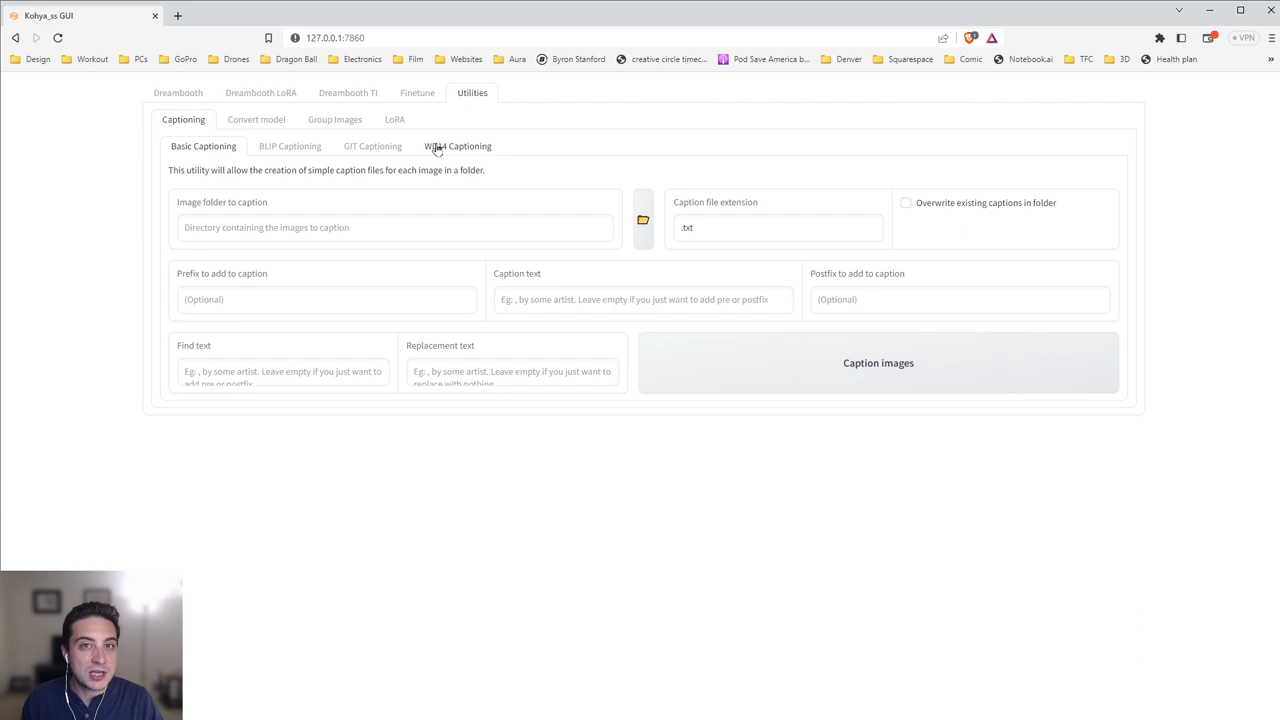 Kohya_ss GUI
127.0.0.1:7860
VPN
Design Workout PCs GoPro Drones Dragon Ball Electronics Film Websites Aura Byron Stanford creative circle timec... Pod Save America b... Denver Squarespace Comic Notebook.ai TFC 3D Health plan
Dreambooth Dreambooth LoRA Dreambooth TI Finetune Utilities
Captioning Convert model Group Images LoRA
Basic Captioning BLIP Captioning GIT Captioning Captioning
This utility will allow the creation of simple caption files for each image in a folder.
Image folder to caption Caption file extension Overwrite existing captions in folder
Directory containing the images to caption .txt
Prefix to add to caption Caption text Postfix to add to caption
(Optional) Eg: , by some artist. Leave empty if you just want to add pre or postfix (Optional)
Find text Replacement text
Eg: , by some artist. Leave empty if you just want to Eg: , by some artist. Leave empty if you just want to Caption images
add pre or postfix replace with nothing